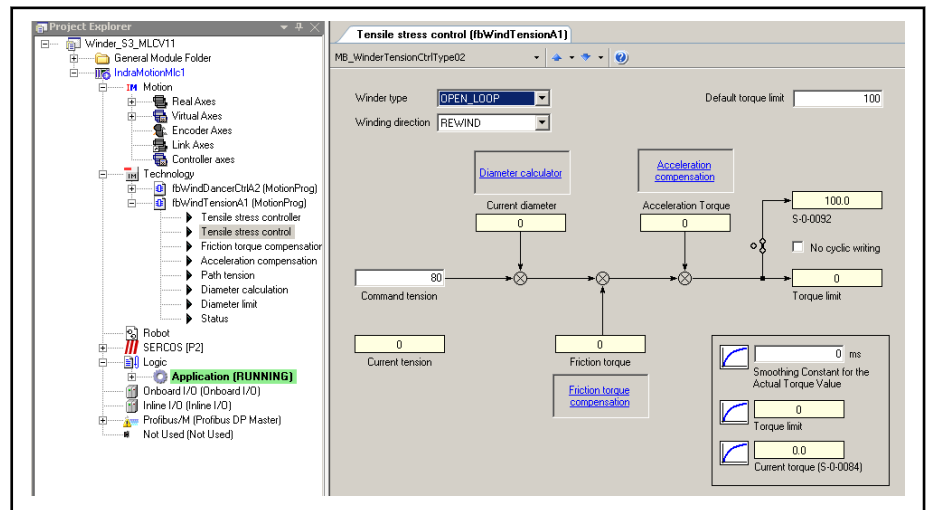 Project Explorer
Winder_S3_MLCV11
General Module Folder
IndraMotionMlc1
Motion
Real Axes
Virtual Axes
Encoder Axes
Link Axes
Controller axes
Technology
fbWindDancerCtrlA2 (MotionProg)
fbWindTensionA1 (MotionProg)
Tensile stress controller
Tensile stress control
Friction torque compensation
Acceleration compensation
Path tension
Diameter calculation
Diameter limit
Status
Robot
SERCOS [P2]
Logic
Application (RUNNING)
Onboard I/O (Onboard I/O)
Inline I/O (Inline I/O)
Profibus/M (Profibus DP Master)
Not Used (Not Used)
Tensile stress control (fbWindTensionA1)
MB_WinderTensionCtrlType02
Winder type OPEN_LOOP
Default torque limit 100
Winding direction REWIND
Diameter calculator
Acceleration
compensation
Current diameter
0
Acceleration Torque
0
100.0
S-0-0092
No cyclic writing
80
Command tension
0
Torque limit
0
Current tension
0
Friction torque
Friction torque
compensation
0 ms
Smoothing Constant for the
Actual Torque Value
0
Torque limit
0.0
Current torque (S-0-0084)